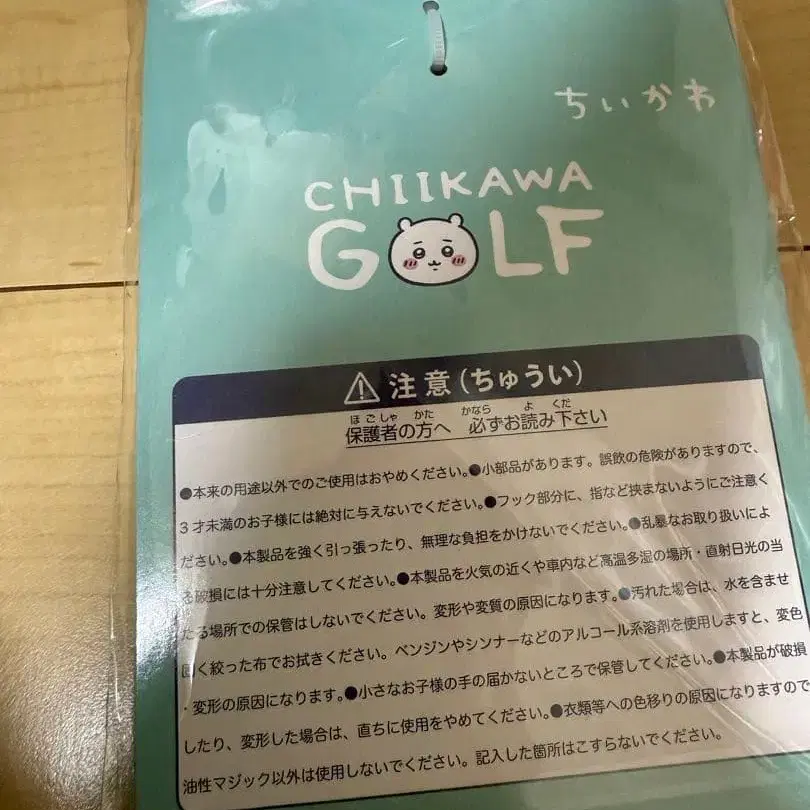 ちいかわ
CHIIKAWA
GOLF
注意(ちゅうい)
ほごしゃ かた かなら よ くだ
保護者の方へ 必ずお読み下さい
●本来の用途以外でのご使用はおやめください。●小部品があります。誤飲の危険がありますので、
3才未満のお子様には絶対に与えないでください。●フック部分に、指など挟まないようにご注意く
ださい。●本製品を強く引っ張ったり、無理な負担をかけないでください。●乱暴なお取り扱いによ
る破損には十分注意してください。●本製品を火気の近くや車内など高温多湿の場所・直射日光の当
たる場所での保管はしないでください。変形や変質の原因になります。●汚れた場合は、水を含ませ
固く絞った布でお拭きください。ベンジンやシンナーなどのアルコール系溶剤を使用しますと、変色
・変形の原因になります。●小さなお子様の手の届かないところで保管してください。●本製品が破損
したり、変形した場合は、直ちに使用をやめてください。●衣類等への色移りの原因になりますので
油性マジック以外は使用しないでください。記入した箇所はこすらないでください。